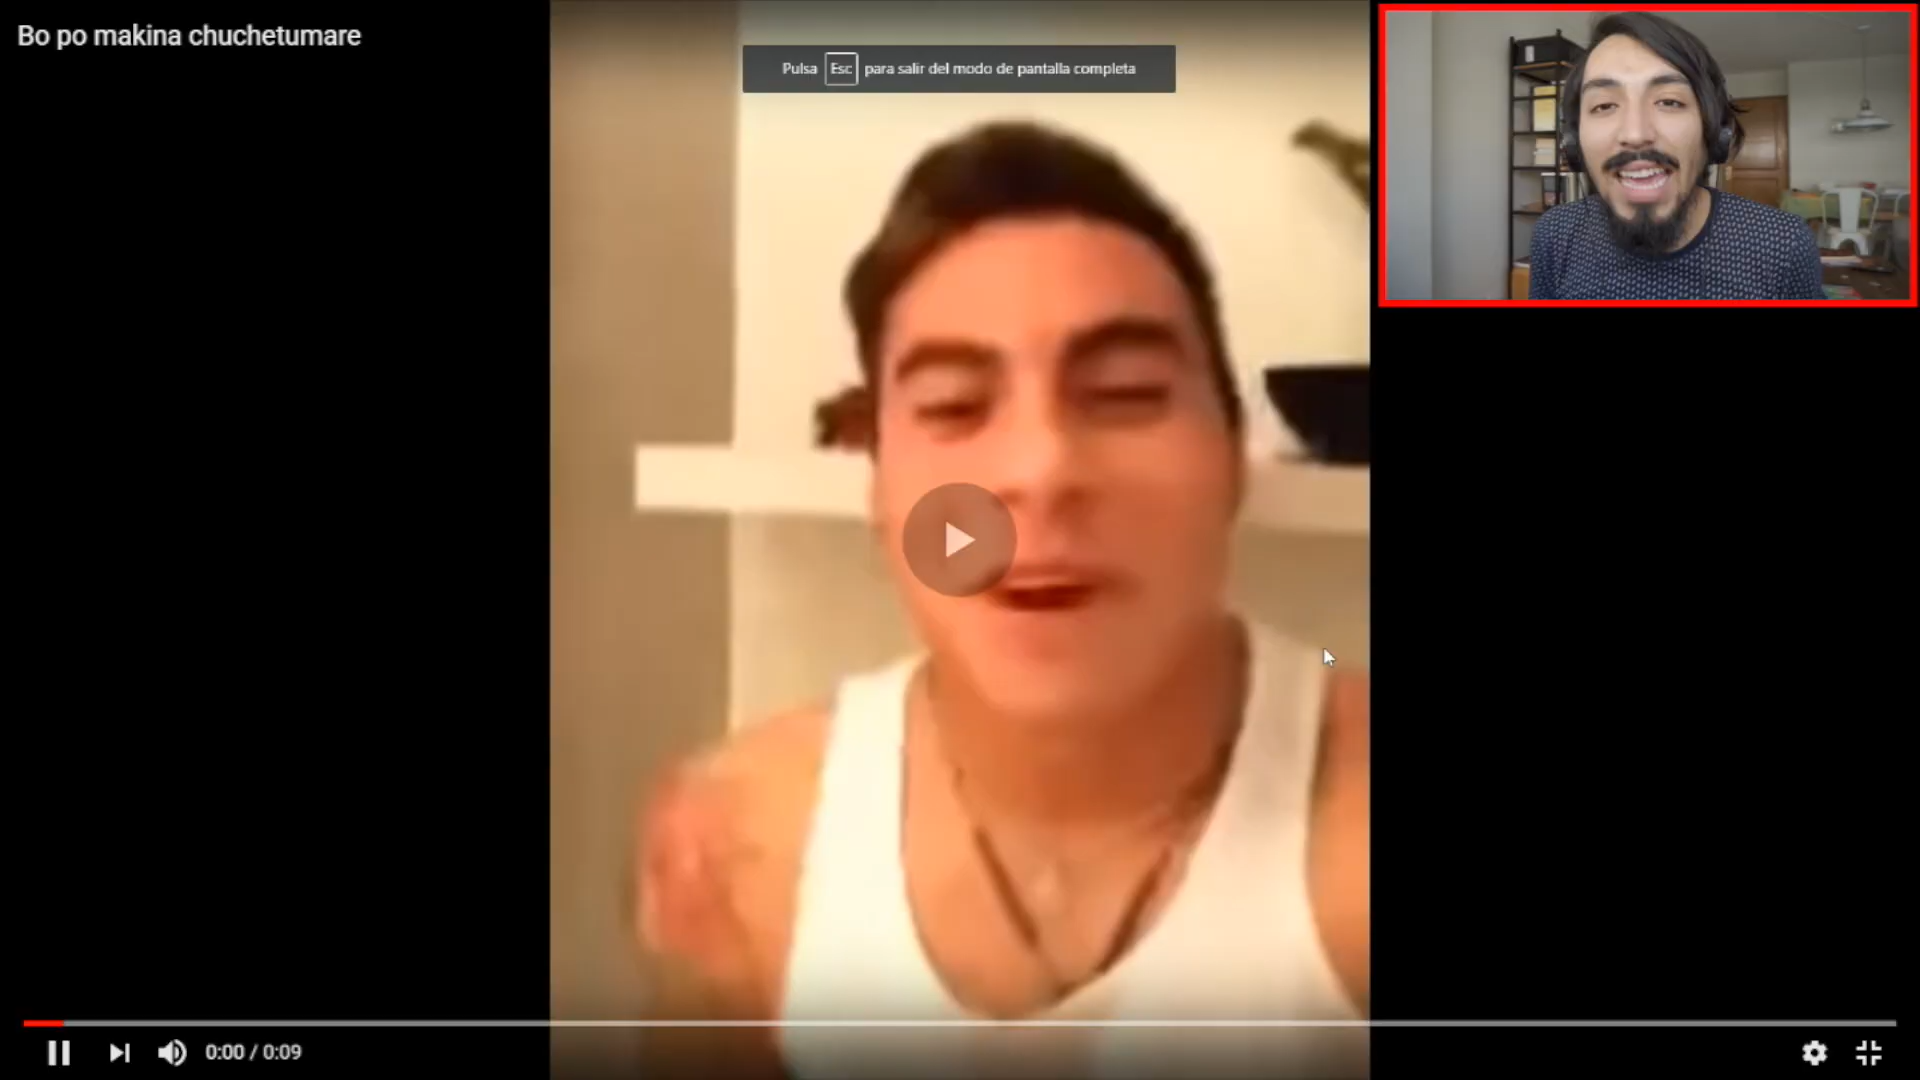 Bo po makina chuchetumare
Pulsa Esc para salir del modo de pantalla completa
0:00 / 0:09